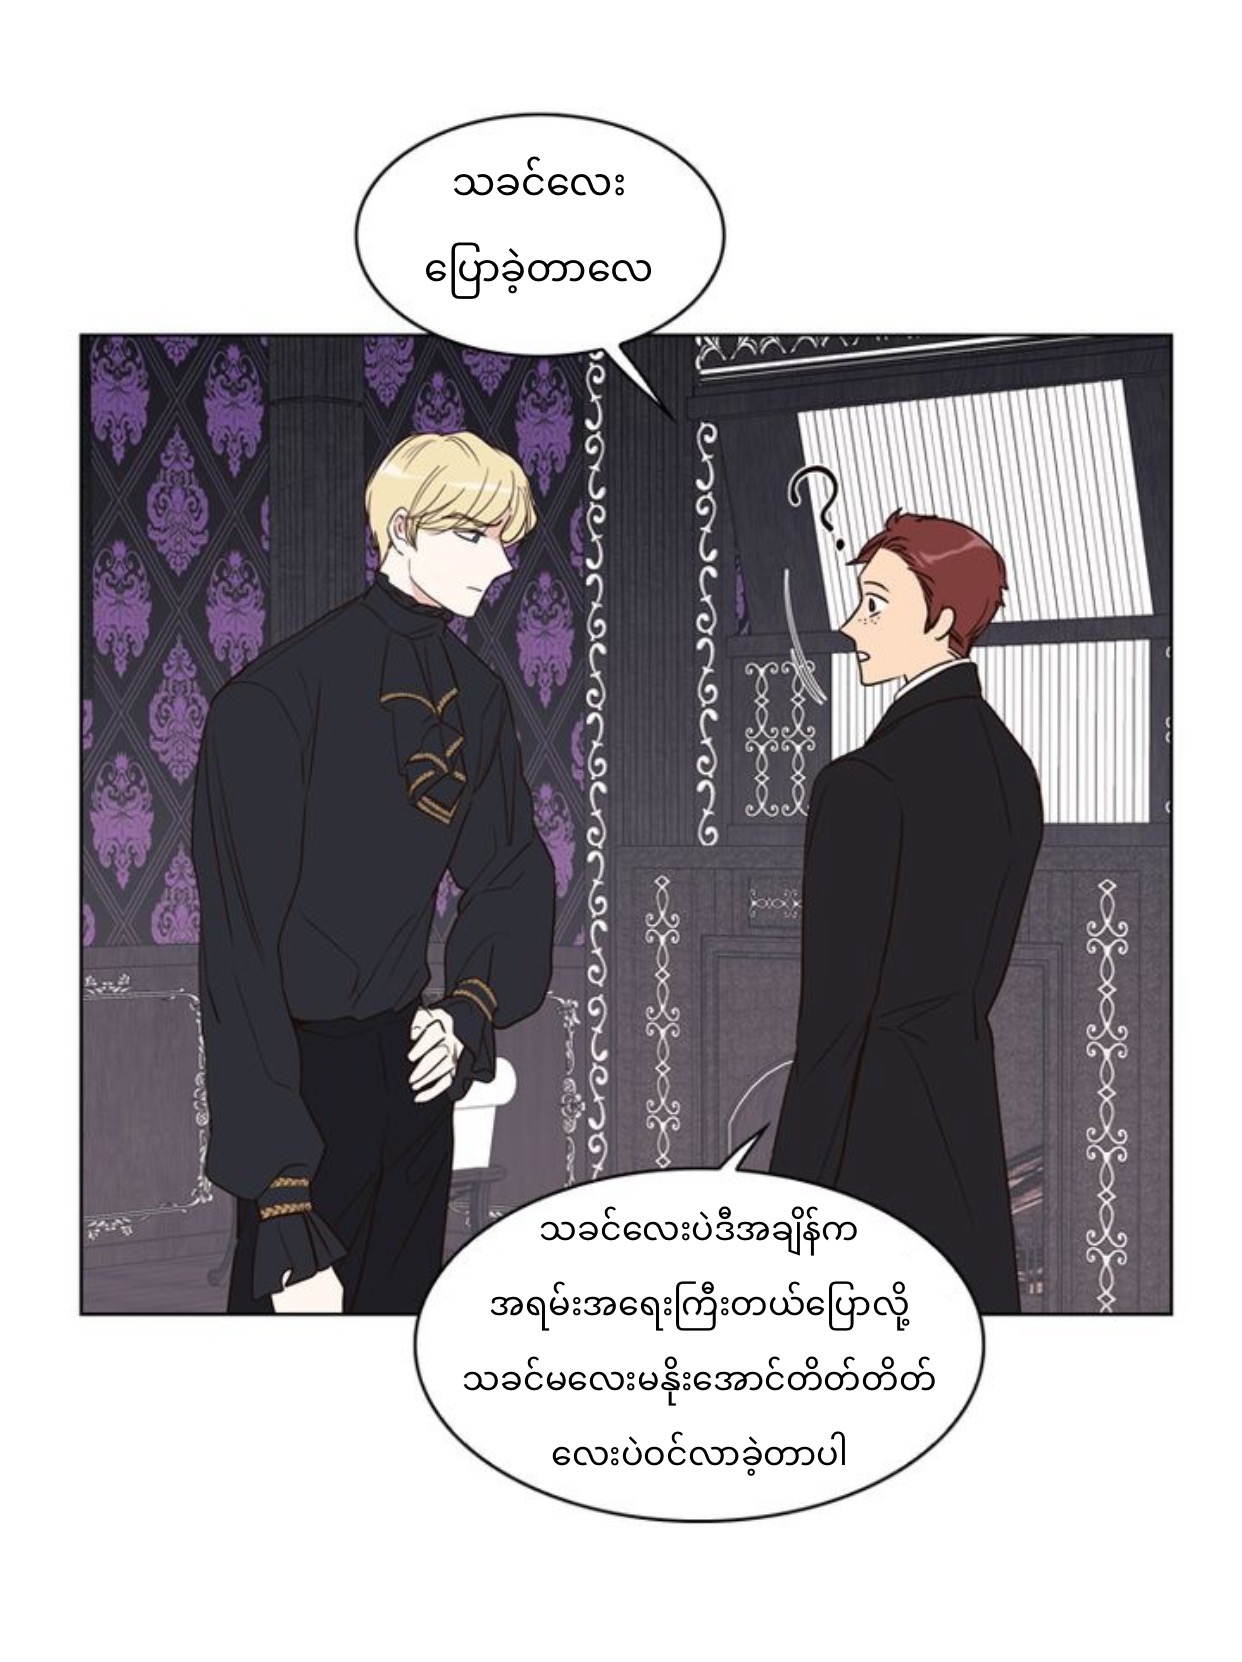 သခင်လေး
ပြောခဲ့တာလေ
သခင်လေးပဲဒီအချိန်က
အရမ်းအရေးကြီးတယ်ပြောလို့
သခင်မလေးမနိုးအောင်တိတ်တိတ်
လေးပဲဝင်လာခဲ့တာပါ